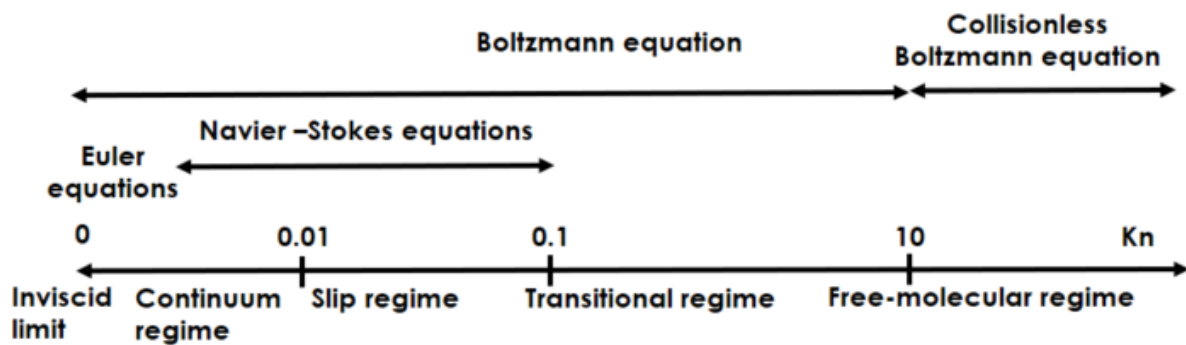 Boltzmann equation
Collisionless
Boltzmann equation
Navier –Stokes equations
Euler
equations
0
0.01
0.1
10
Kn
Inviscid
limit
Continuum
regime
Slip regime
Transitional regime
Free-molecular regime